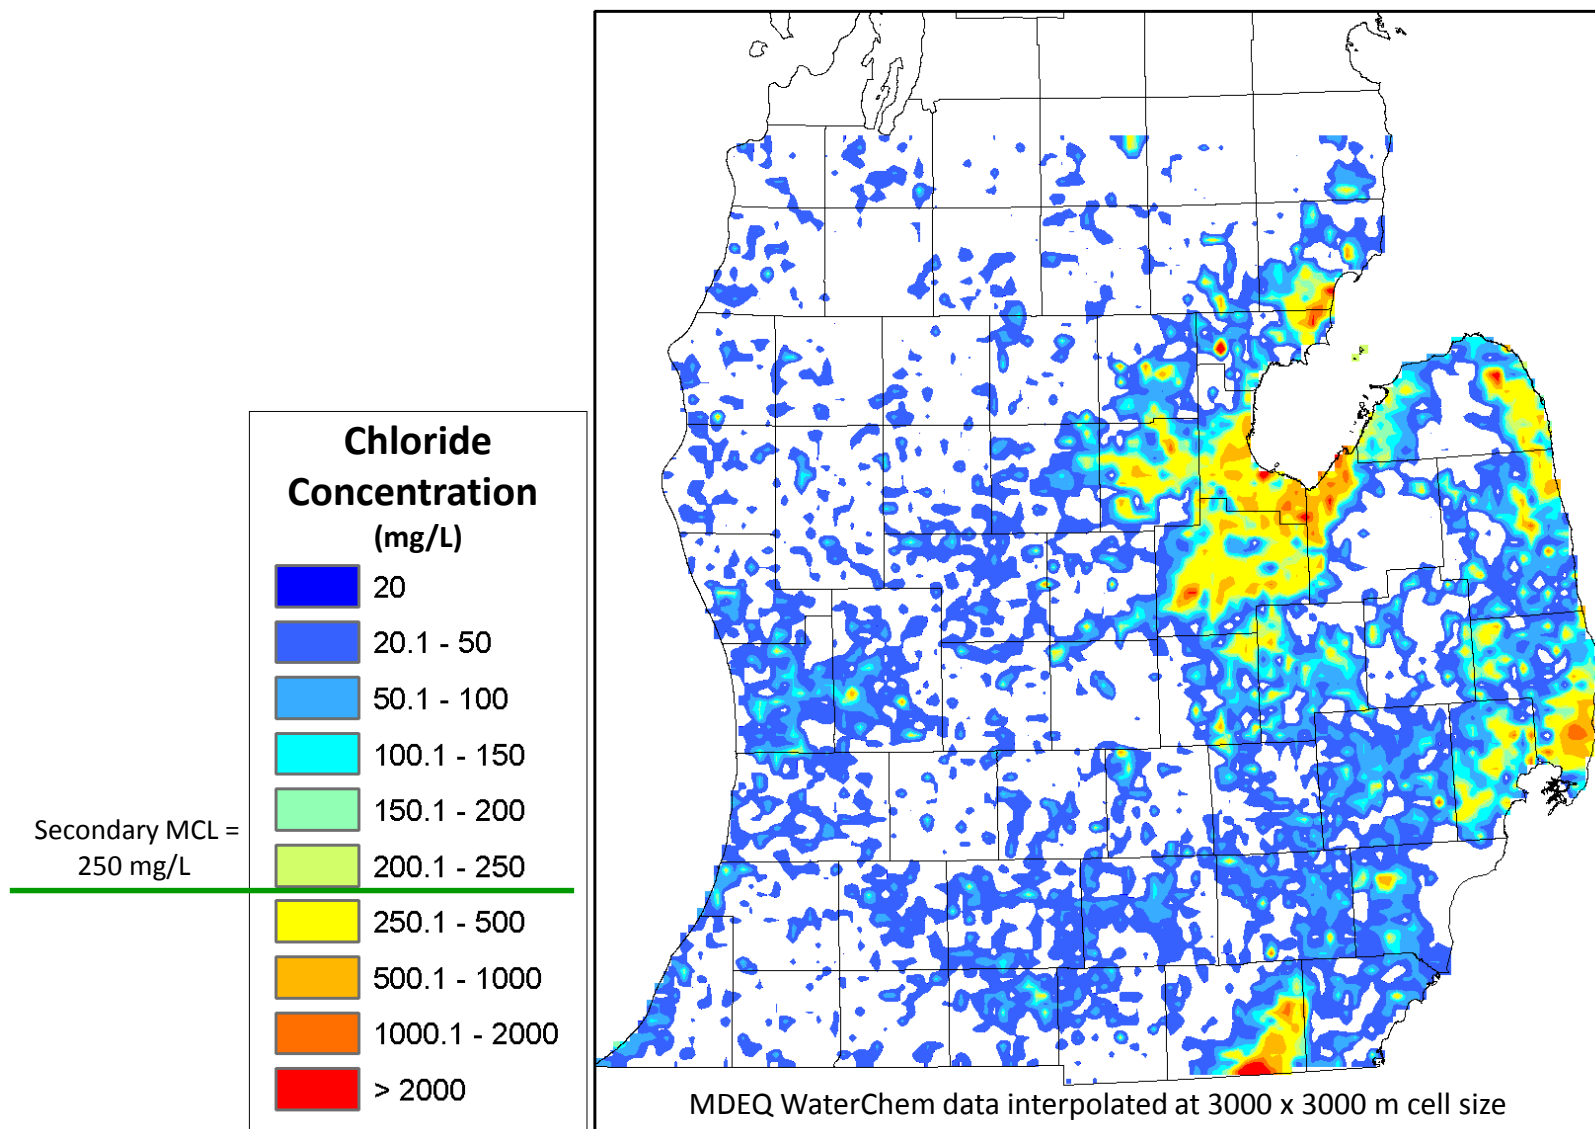 Chloride
Concentration
(mg/L)
20
20.1 - 50
50.1 - 100
100.1 - 150
150.1 - 200
200.1 - 250
250.1 - 500
500.1 - 1000
1000.1 - 2000
> 2000
Secondary MCL =
250 mg/L
MDEQ WaterChem data interpolated at 3000 x 3000 m cell size